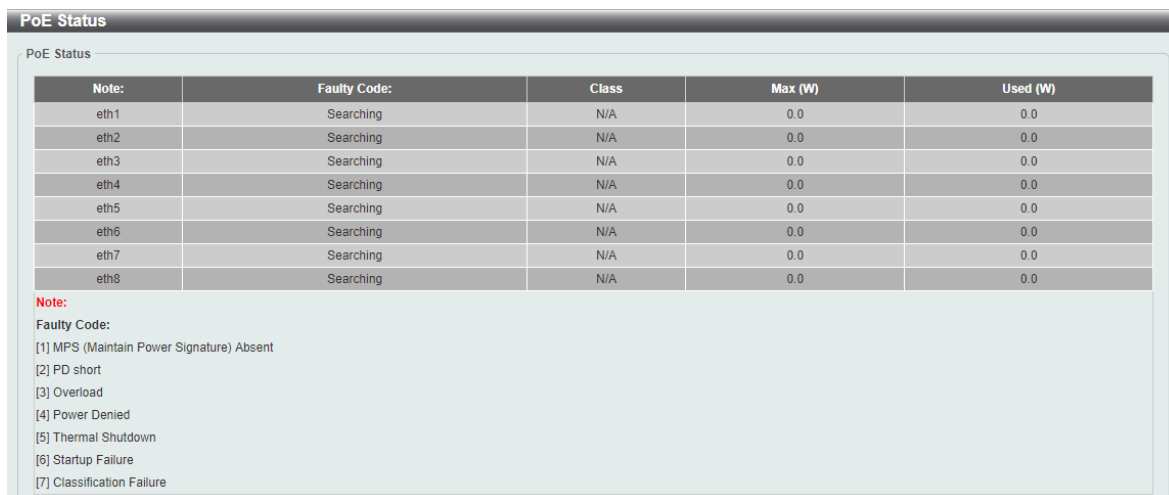 PoE Status
PoE Status
Note: Faulty Code: Class Max (W) Used (W)
eth1 Searching N/A 0.0 0.0
eth2 Searching N/A 0.0 0.0
eth3 Searching N/A 0.0 0.0
eth4 Searching N/A 0.0 0.0
eth5 Searching N/A 0.0 0.0
eth6 Searching N/A 0.0 0.0
eth7 Searching N/A 0.0 0.0
eth8 Searching N/A 0.0 0.0
Note:
Faulty Code:
[1] MPS (Maintain Power Signature) Absent
[2] PD short
[3] Overload
[4] Power Denied
[5] Thermal Shutdown
[6] Startup Failure
[7] Classification Failure